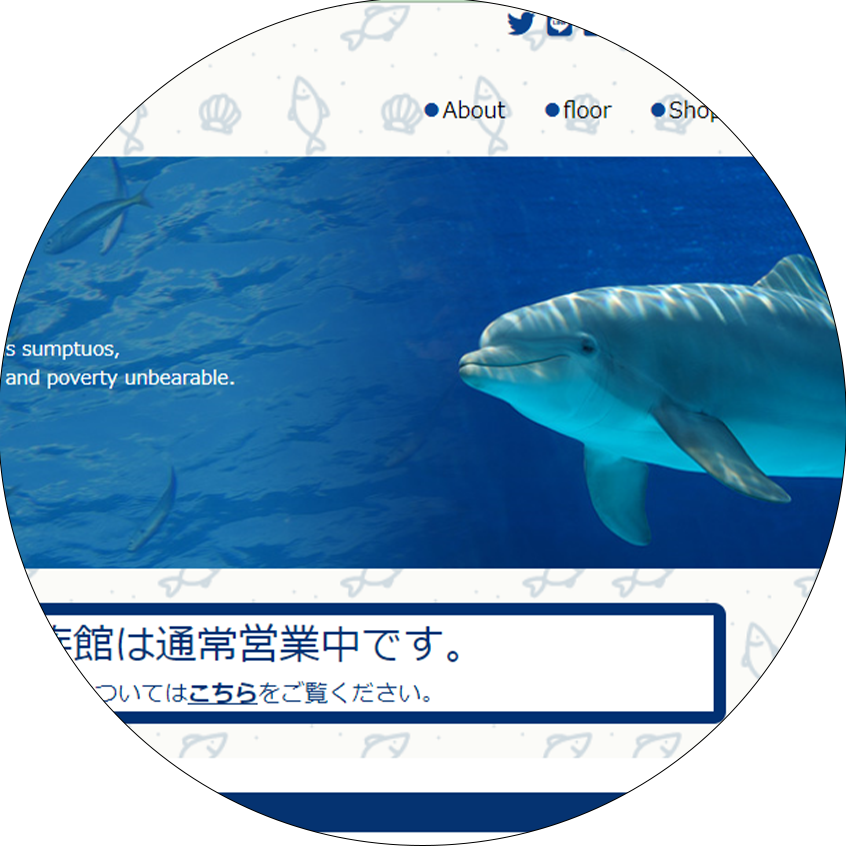 About
floor
s sumptuos,
and poverty unbearable.
館は通常営業中です。
ついてはこちらをご覧ください。